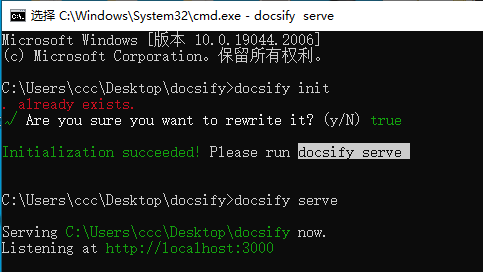 选择 C:\Windows\System32\cmd.exe - docsify  serve
Microsoft Windows [版本 10.0.19044.2006]
(c) Microsoft Corporation。保留所有权利。
C:\Users\ccc\Desktop\docsify>docsify init
. already exists.
√ Are you sure you want to rewrite it? (y/N) true
Initialization succeeded! Please run docsify serve
C:\Users\ccc\Desktop\docsify>docsify serve
Serving C:\Users\ccc\Desktop\docsify now.
Listening at http://localhost:3000